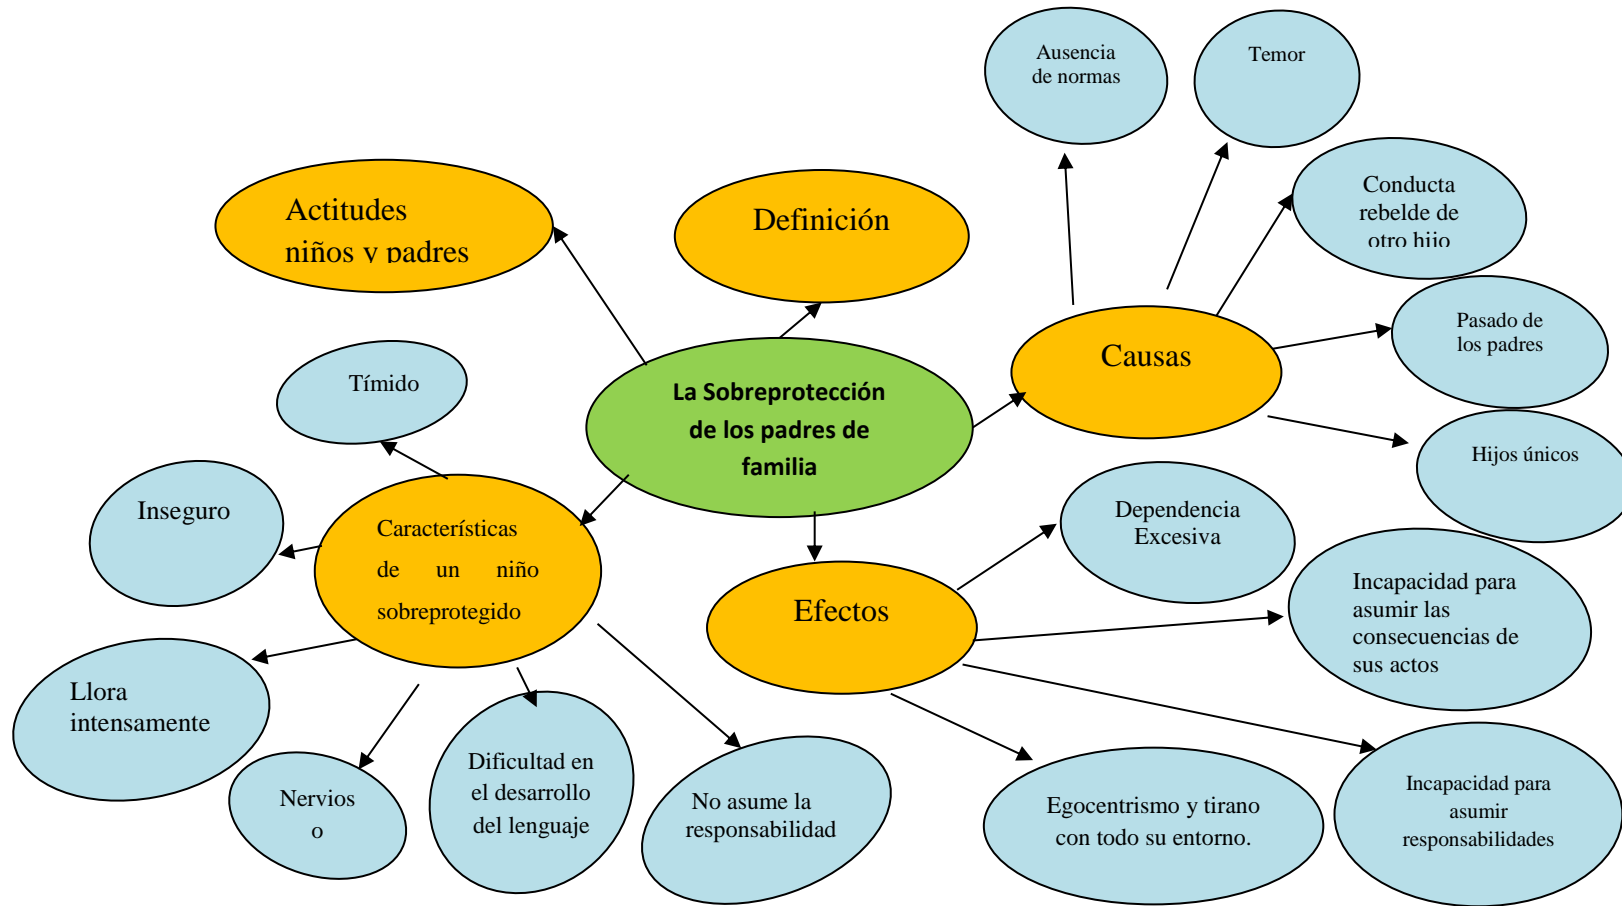 Ausencia
de normas
Temor
Conducta
rebelde de
otro hijo
Actitudes
niños y padres
Definición
Causas
Pasado de
los padres
Hijos únicos
La Sobreprotección
de los padres de
familia
Tímido
Inseguro
Características
de un niño
sobreprotegido
Llora
intensamente
Nervios
o
Dificultad en
el desarrollo
del lenguaje
No asume la
responsabilidad
Efectos
Dependencia
Excesiva
Incapacidad para
asumir las
consecuencias de
sus actos
Egocentrismo y tirano
con todo su entorno.
Incapacidad para
asumir
responsabilidades